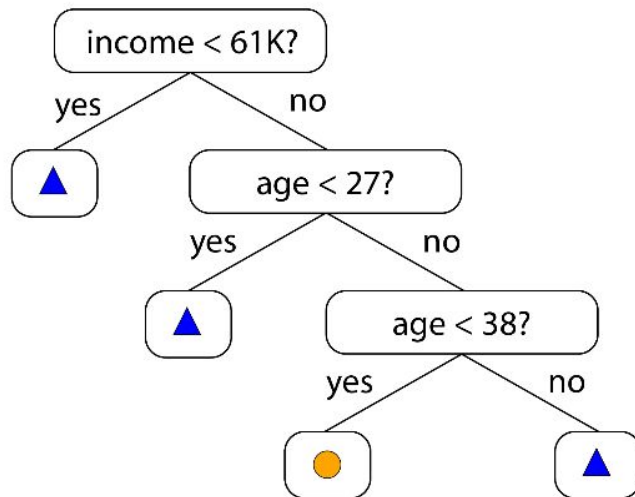 income < 61K?
yes
no
age < 27?
yes
no
age < 38?
yes
no